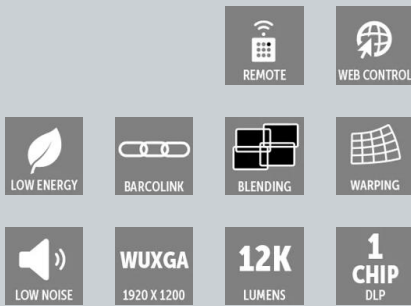 REMOTE
WEB CONTROL
LOW ENERGY
BARCOLINK
BLENDING
WARPING
LOW NOISE
WUXGA
1920 X 1200
12K
LUMENS
1
CHIP
DLP